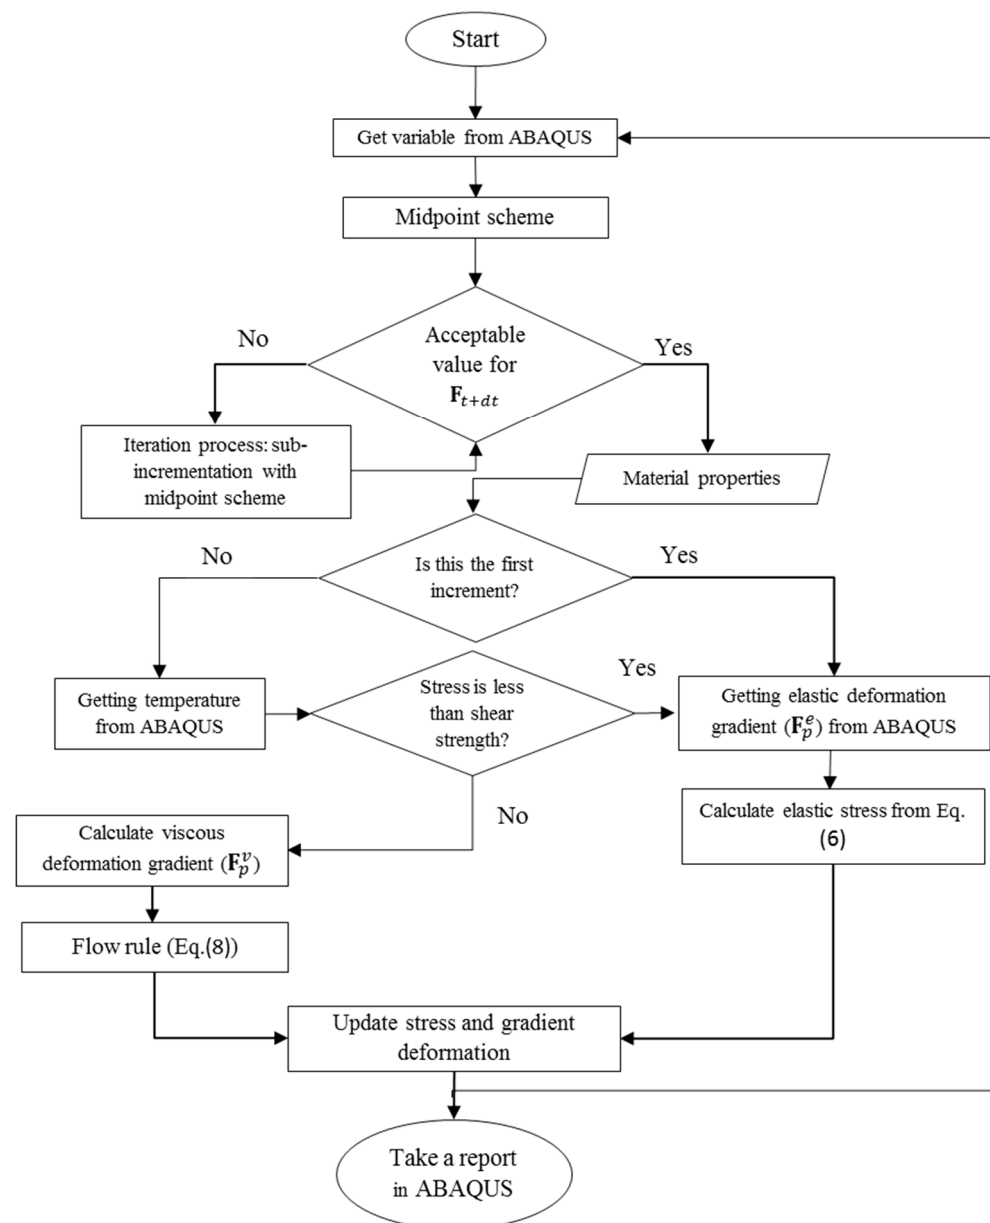 Start
Get variable from ABAQUS
Midpoint scheme
No
Acceptable
value for
𝐅ₜ₊dt
Yes
Iteration process: sub-
incrementation with
midpoint scheme
Material properties
No
Is this the first
increment?
Yes
Getting temperature
from ABAQUS
Stress is less
than shear
strength?
Yes
Getting elastic deformation
gradient (𝐅ₚᵉ) from ABAQUS
No
Calculate elastic stress from Eq.
(6)
Calculate viscous
deformation gradient (𝐅ₚᵛ)
Flow rule (Eq.(8))
Update stress and gradient
deformation
Take a report
in ABAQUS